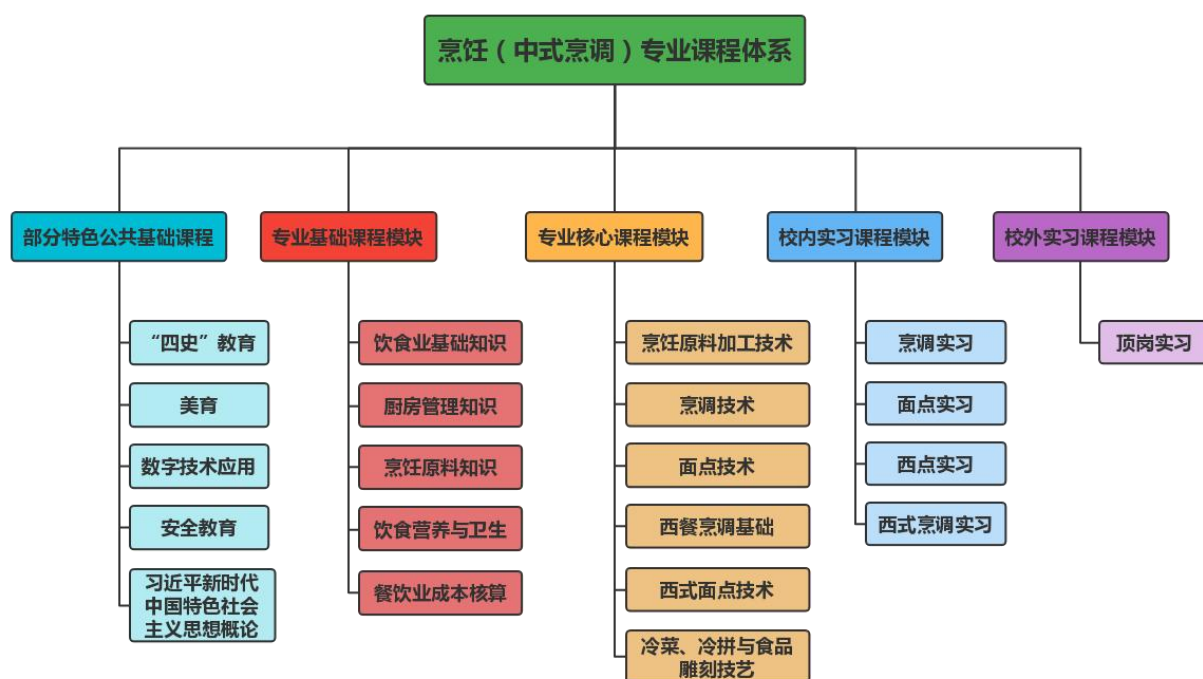 烹饪（中式烹调）专业课程体系
部分特色公共基础课程
专业基础课程模块
专业核心课程模块
校内实习课程模块
校外实习课程模块
“四史”教育
美育
数字技术应用
安全教育
习近平新时代
中国特色社会
主义思想概论
饮食业基础知识
厨房管理知识
烹饪原料知识
饮食营养与卫生
餐饮业成本核算
烹饪原料加工技术
烹调技术
面点技术
西餐烹调基础
西式面点技术
冷菜、冷拼与食品
雕刻技艺
烹调实习
面点实习
西点实习
西式烹调实习
顶岗实习